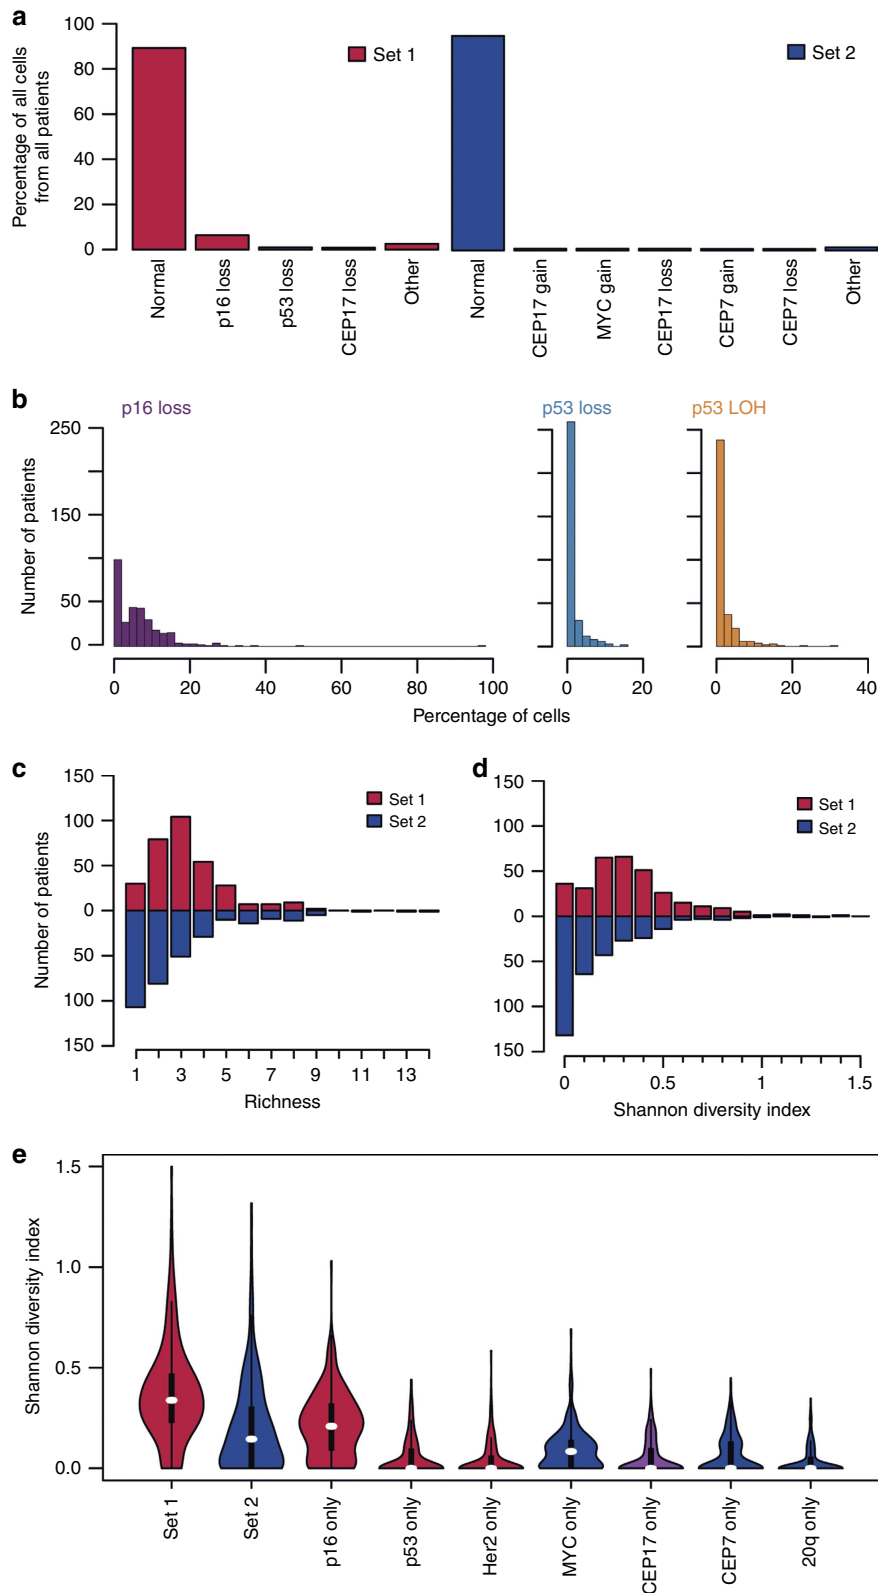 a
Percentage of all cells
from all patients
100
80
60
40
20
0
Set 1
Set 2
Normal
p16 loss
p53 loss
CEP17 loss
Other
Normal
CEP17 gain
MYC gain
CEP17 loss
CEP7 gain
CEP7 loss
Other
b
p16 loss
p53 loss
p53 LOH
Number of patients
250
150
50
0
0 20 40 60 80 100
0 20
0 20 40
Percentage of cells
c
Number of patients
150
100
50
0
50
100
150
Set 1
Set 2
1 3 5 7 9 11 13
Richness
d
150
100
50
0
50
100
150
Set 1
Set 2
0 0.5 1 1.5
Shannon diversity index
e
Shannon diversity index
1.5
1.0
0.5
0.0
Set 1
Set 2
p16 only
p53 only
Her2 only
MYC only
CEP17 only
CEP7 only
20q only